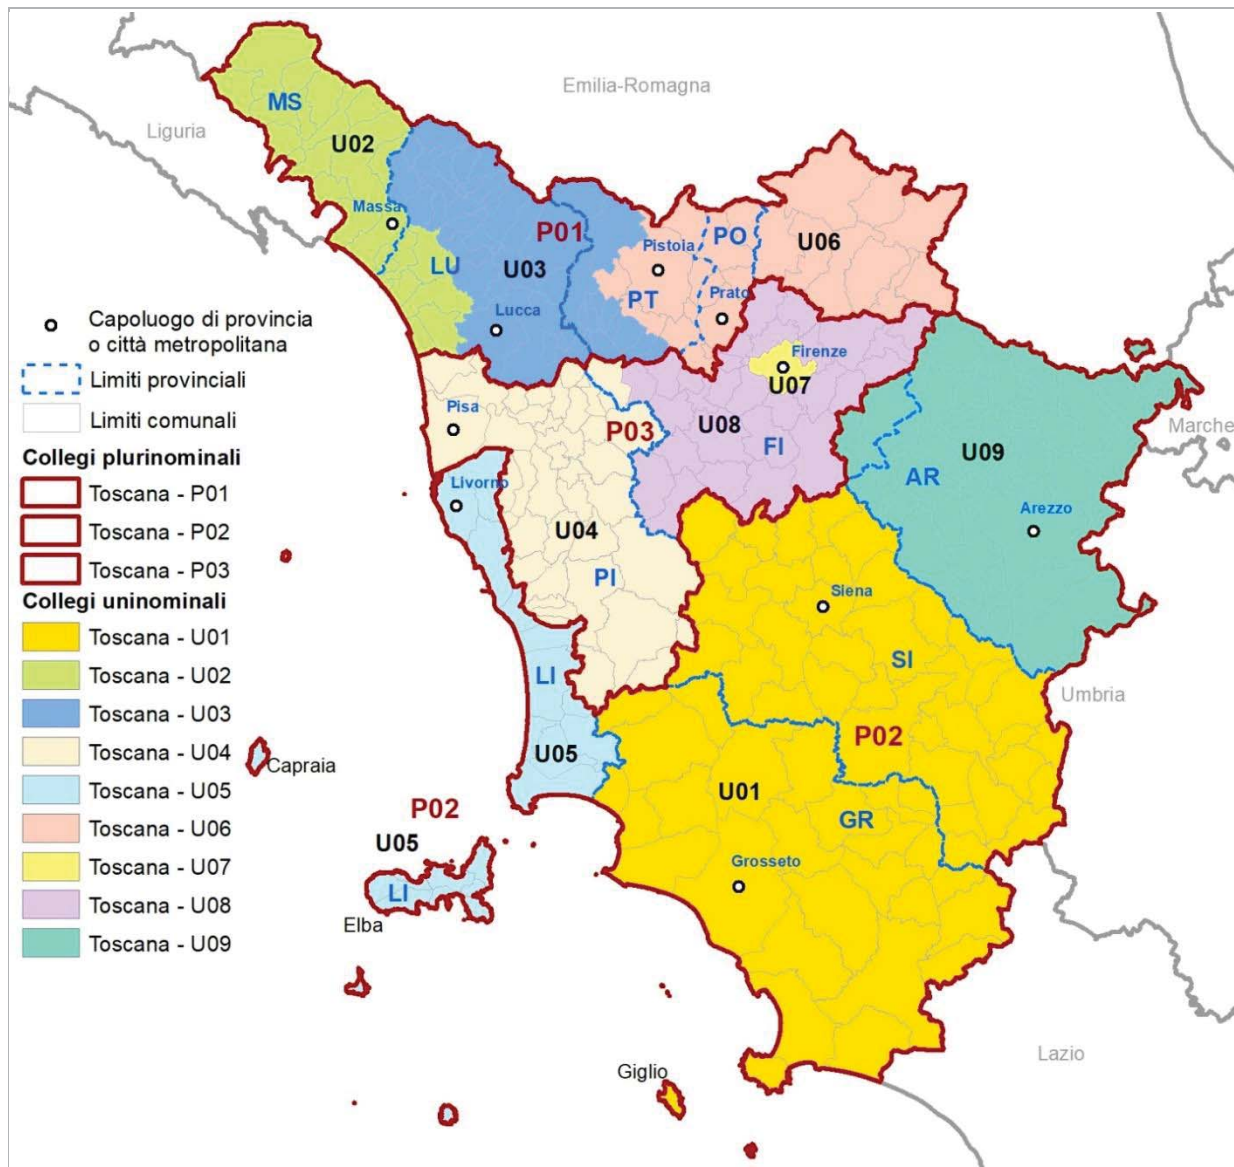 Emilia-Romagna
MS
Liguria
U02
Massa
P01
Pistoia
PO
U06
LU
U03
PT
Prato
Lucca
Firenze
U07
Pisa
P03
U08
FI
Marche
U09
AR
Livorno
Arezzo
U04
PI
Siena
SI
LI
Umbria
P02
U05
Capraia
U01
P02
GR
U05
Grosseto
LI
Elba
Lazio
Giglio
Capoluogo di provincia
o città metropolitana
Limiti provinciali
Limiti comunali
Collegi plurinominali
Toscana - P01
Toscana - P02
Toscana - P03
Collegi uninominali
Toscana - U01
Toscana - U02
Toscana - U03
Toscana - U04
Toscana - U05
Toscana - U06
Toscana - U07
Toscana - U08
Toscana - U09